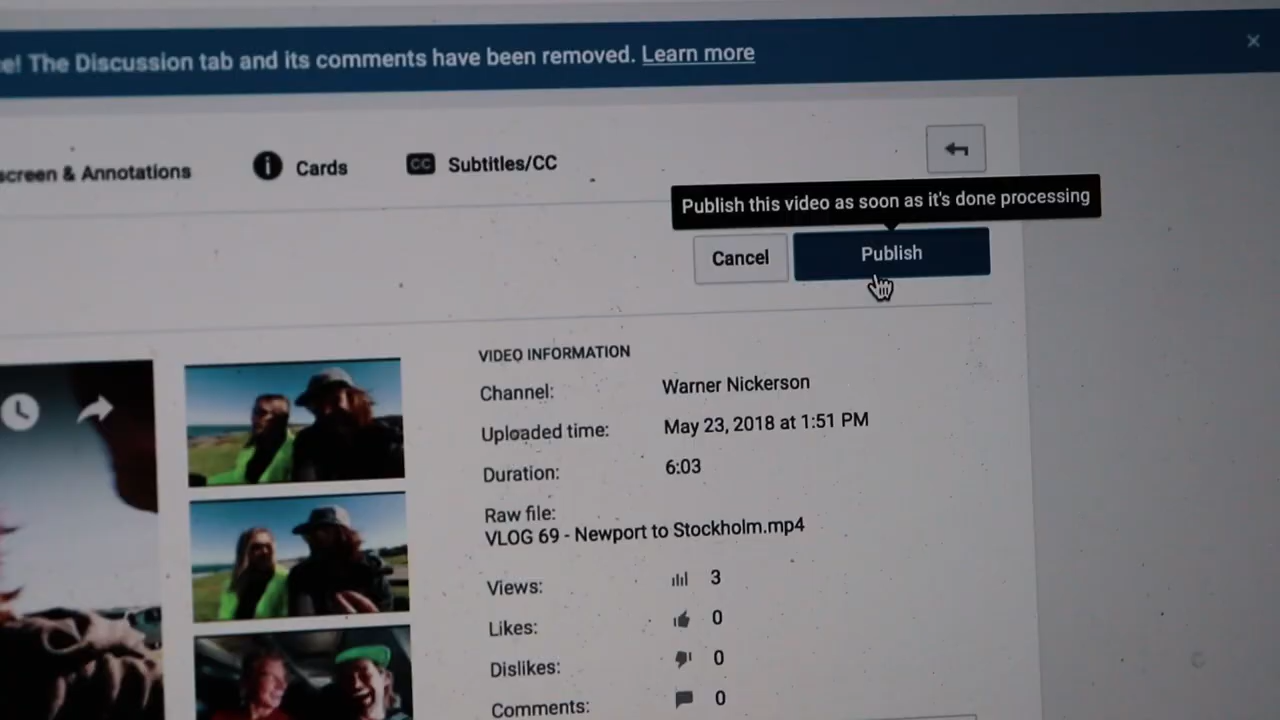 The Discussion tab and its comments have been removed. Learn more
screen & Annotations
Cards
CC Subtitles/CC
Publish this video as soon as it's done processing
Cancel
Publish
VIDEO INFORMATION
Channel: Warner Nickerson
Uploaded time: May 23, 2018 at 1:51 PM
Duration: 6:03
Raw file:
VLOG 69 - Newport to Stockholm.mp4
Views: 3
Likes: 0
Dislikes: 0
Comments: 0